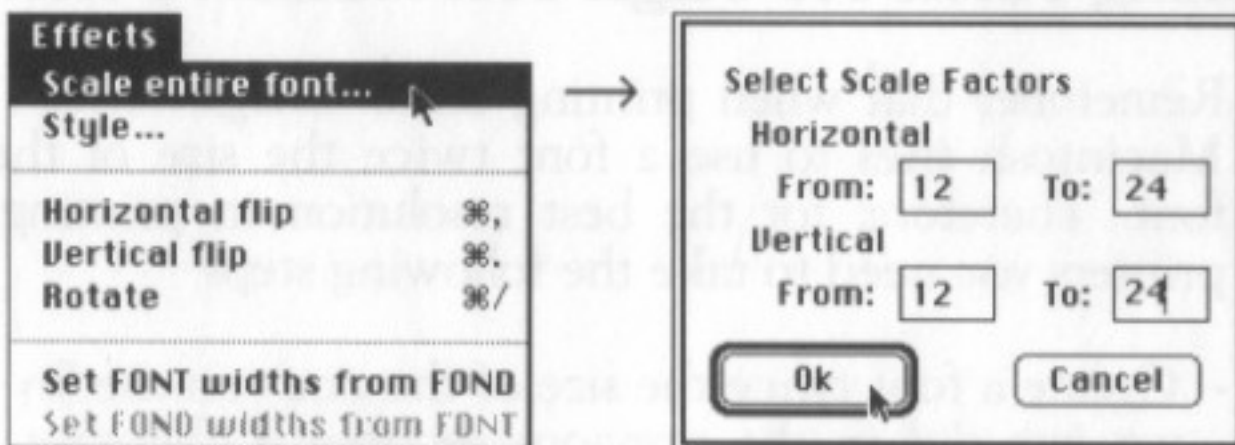 Effects
Scale entire font...
Style...
Horizontal flip ⌘,
Vertical flip ⌘.
Rotate ⌘/
Set FONT widths from FOND
Set FOND widths from FONT
Select Scale Factors
Horizontal
From: 12 To: 24
Vertical
From: 12 To: 24
Ok Cancel